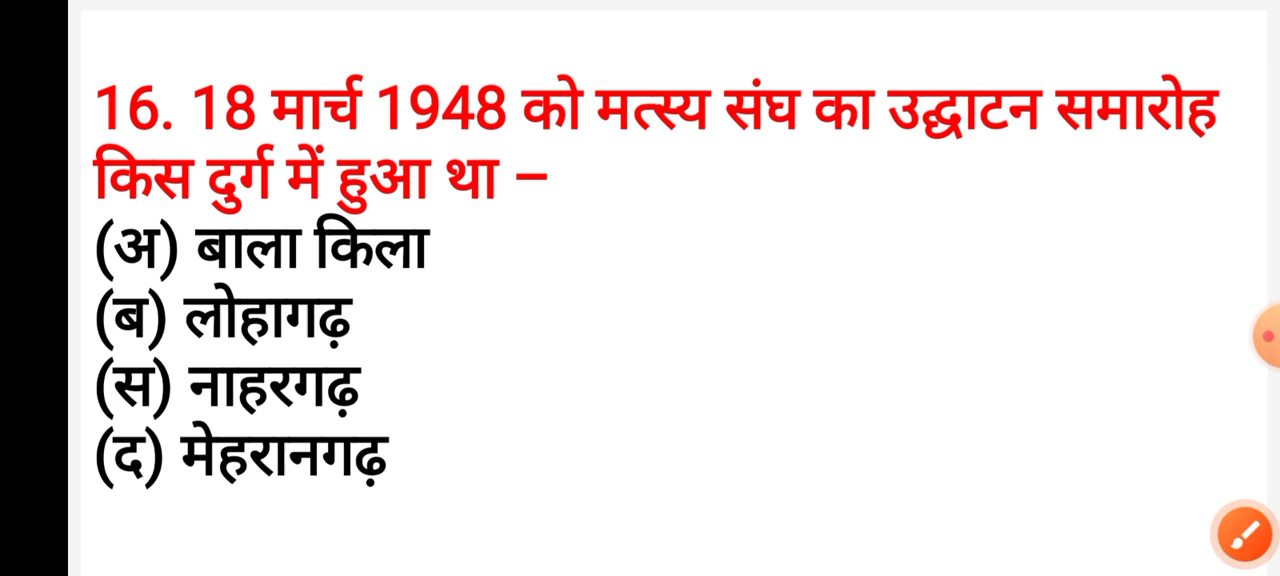 16. 18 मार्च 1948 को मत्स्य संघ का उद्घाटन समारोह
किस दुर्ग में हुआ था –
(अ) बाला किला
(ब) लोहागढ़
(स) नाहरगढ़
(द) मेहरानगढ़